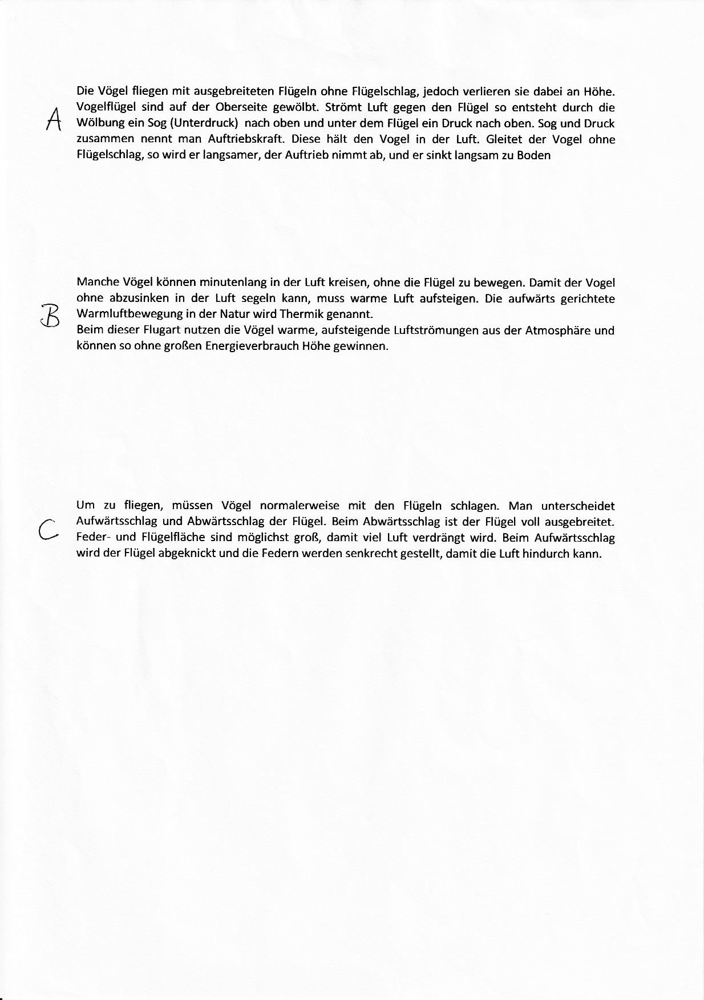 Die Vögel fliegen mit ausgebreiteten Flügeln ohne Flügelschlag, jedoch verlieren sie dabei an Höhe.
Vogelflügel sind auf der Oberseite gewölbt. Strömt Luft gegen den Flügel so entsteht durch die
A
Wölbung ein Sog (Unterdruck)  nach oben und unter dem Flügel ein Druck nach oben. Sog und Druck
zusammen nennt man Auftriebskraft. Diese hält den Vogel in der Luft. Gleitet der Vogel ohne
Flügelschlag, so wird er langsamer, der Auftrieb nimmt ab, und er sinkt langsam zu Boden
Manche Vögel können minutenlang in der Luft kreisen, ohne die Flügel zu bewegen. Damit der Vogel
ohne abzusinken in der Luft segeln kann, muss warme Luft aufsteigen. Die aufwärts gerichtete
B
Warmluftbewegung in der Natur wird Thermik genannt.
Beim dieser Flugart nutzen die Vögel warme, aufsteigende Luftströmungen aus der Atmosphäre und
können so ohne großen Energieverbrauch Höhe gewinnen.
Um zu fliegen, müssen Vögel normalerweise mit den Flügeln schlagen. Man unterscheidet
Aufwärtsschlag und Abwärtsschlag der Flügel. Beim Abwärtsschlag ist der Flügel voll ausgebreitet.
C
Feder- und Flügelfläche sind möglichst groß, damit viel Luft verdrängt wird. Beim Aufwärtsschlag
wird der Flügel abgeknickt und die Federn werden senkrecht gestellt, damit die Luft hindurch kann.